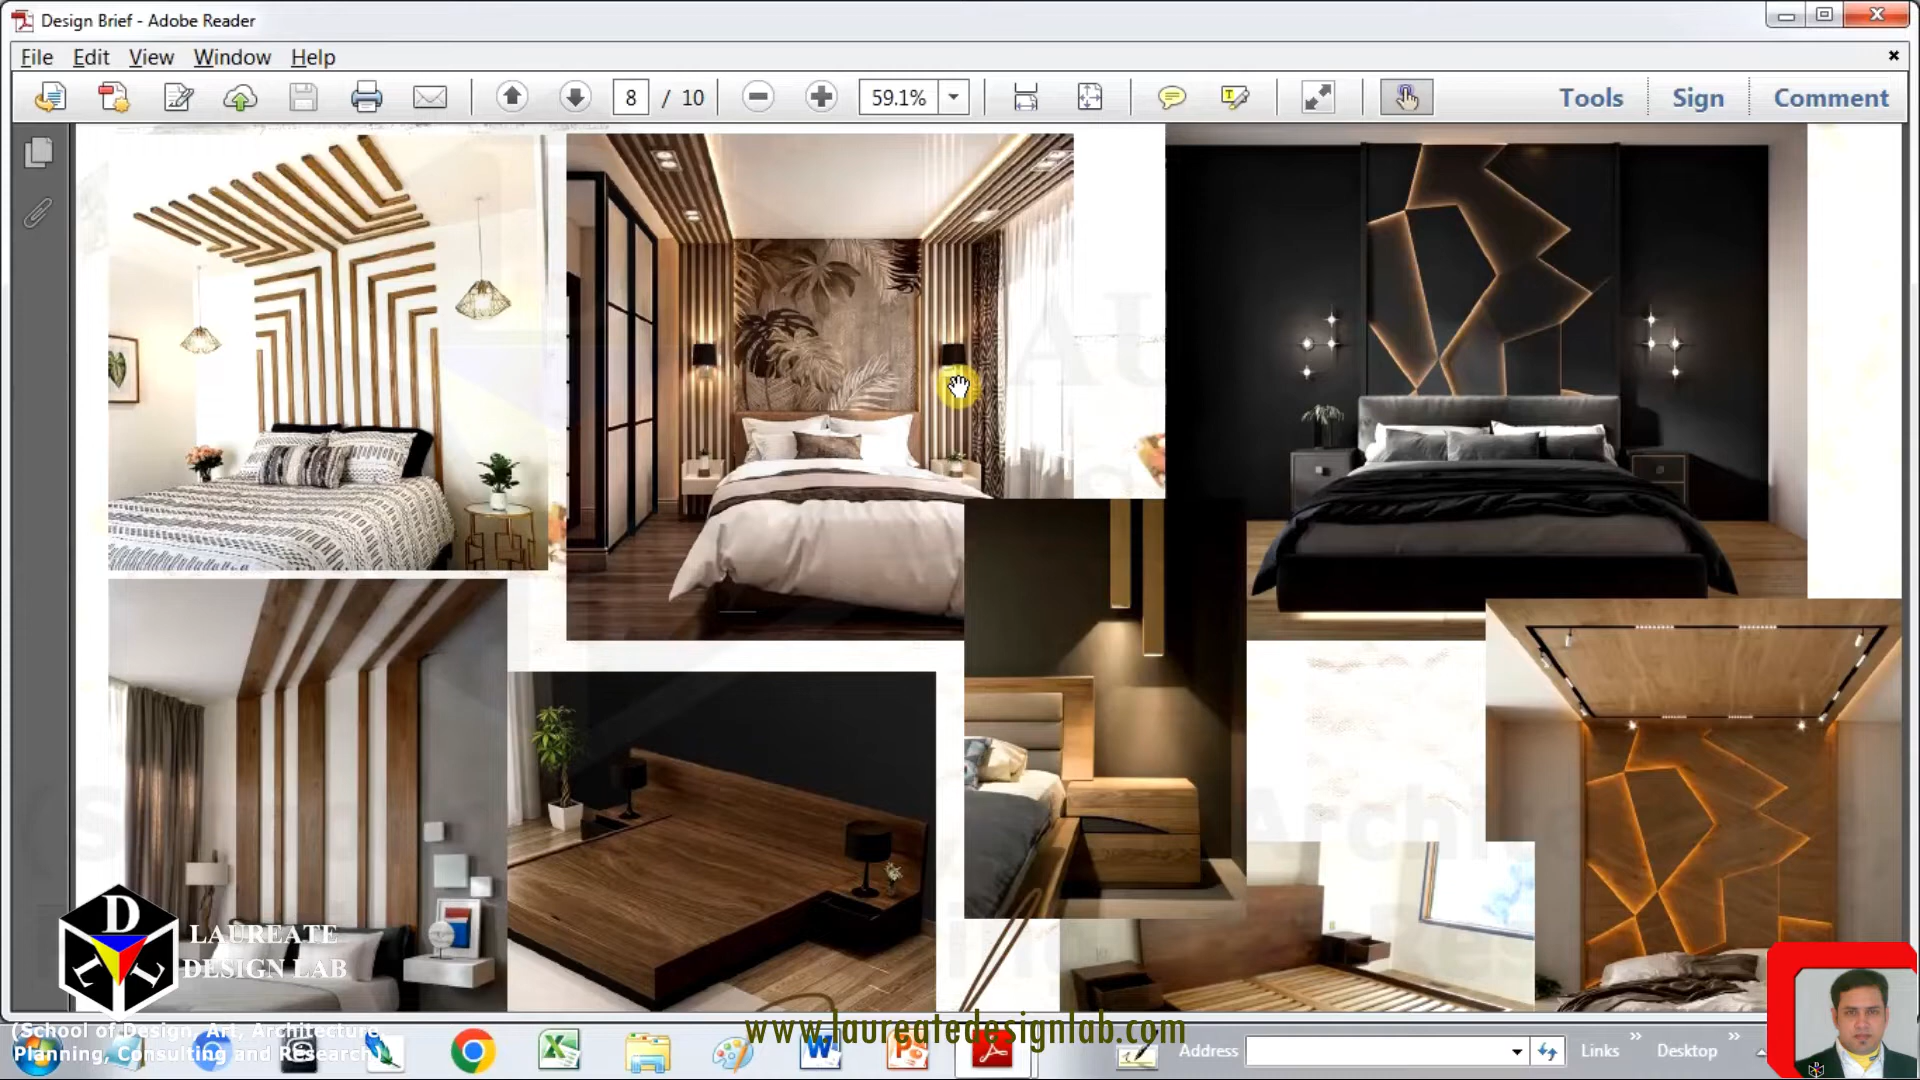 Design Brief - Adobe Reader
File Edit View Window Help
8 / 10
59.1%
Tools Sign Comment
LAUREATE
DESIGN LAB
(School of Design, Art, Architecture,
Planning, Consulting and Research)
www.laureatedesignlab.com
Address
Links
Desktop